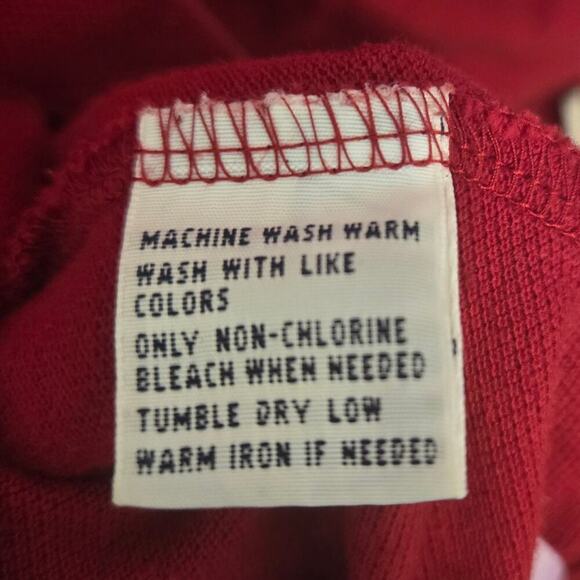 MACHINE WASH WARM
WASH WITH LIKE
COLORS
ONLY NON-CHLORINE
BLEACH WHEN NEEDED
TUMBLE DRY LOW
WARM IRON IF NEEDED